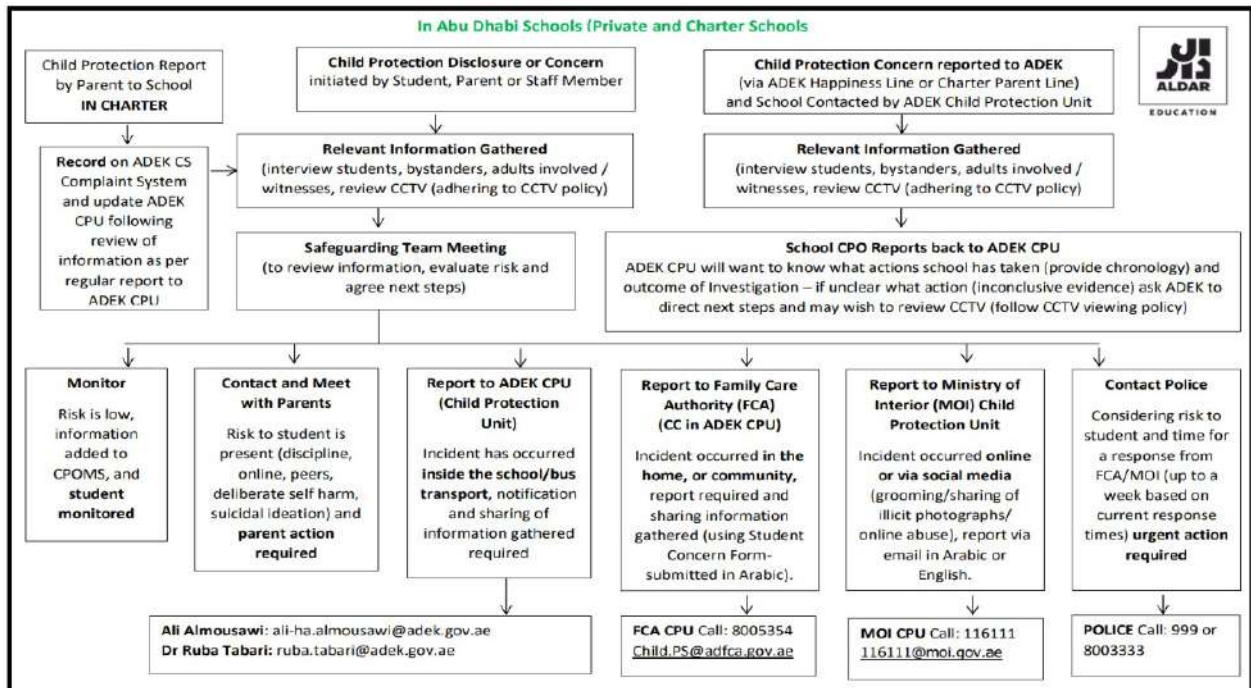 In Abu Dhabi Schools (Private and Charter Schools
Child Protection Report
by Parent to School
IN CHARTER
Child Protection Disclosure or Concern
initiated by Student, Parent or Staff Member
Child Protection Concern reported to ADEK
(via ADEK Happiness Line or Charter Parent Line)
and School Contacted by ADEK Child Protection Unit
ALDAR
EDUCATION
Record on ADEK CS
Complaint System
and update ADEK
CPU following
review of
information as per
regular report to
ADEK CPU
Relevant Information Gathered
(interview students, bystanders, adults involved /
witnesses, review CCTV (adhering to CCTV policy)
Relevant Information Gathered
(interview students, bystanders, adults involved /
witnesses, review CCTV (adhering to CCTV policy)
Safeguarding Team Meeting
(to review information, evaluate risk and
agree next steps)
School CPO Reports back to ADEK CPU
ADEK CPU will want to know what actions school has taken (provide chronology) and
outcome of Investigation – if unclear what action (inconclusive evidence) ask ADEK to
direct next steps and may wish to review CCTV (follow CCTV viewing policy)
Monitor
Risk is low,
information
added to
CPOMS, and
student
monitored
Contact and Meet
with Parents
Risk to student is
present (discipline,
online, peers,
deliberate self harm,
suicidal ideation) and
parent action
required
Report to ADEK CPU
(Child Protection
Unit)
Incident has occurred
inside the school/bus
transport, notification
and sharing of
information gathered
required
Report to Family Care
Authority (FCA)
(CC in ADEK CPU)
Incident occurred in the
home, or community,
report required and
sharing information
gathered (using Student
Concern Form-
submitted in Arabic).
Report to Ministry of
Interior (MOI) Child
Protection Unit
Incident occurred online
or via social media
(grooming/sharing of
illicit photographs/
online abuse), report via
email in Arabic or
English.
Contact Police
Considering risk to
student and time for
a response from
FCA/MOI (up to a
week based on
current response
times) urgent action
required
Ali Almousawi: ali-ha.almousawi@adek.gov.ae
Dr Ruba Tabari: ruba.tabari@adek.gov.ae
FCA CPU Call: 8005354
Child.PS@adfca.gov.ae
MOI CPU Call: 116111
116111@moi.gov.ae
POLICE Call: 999 or
8003333